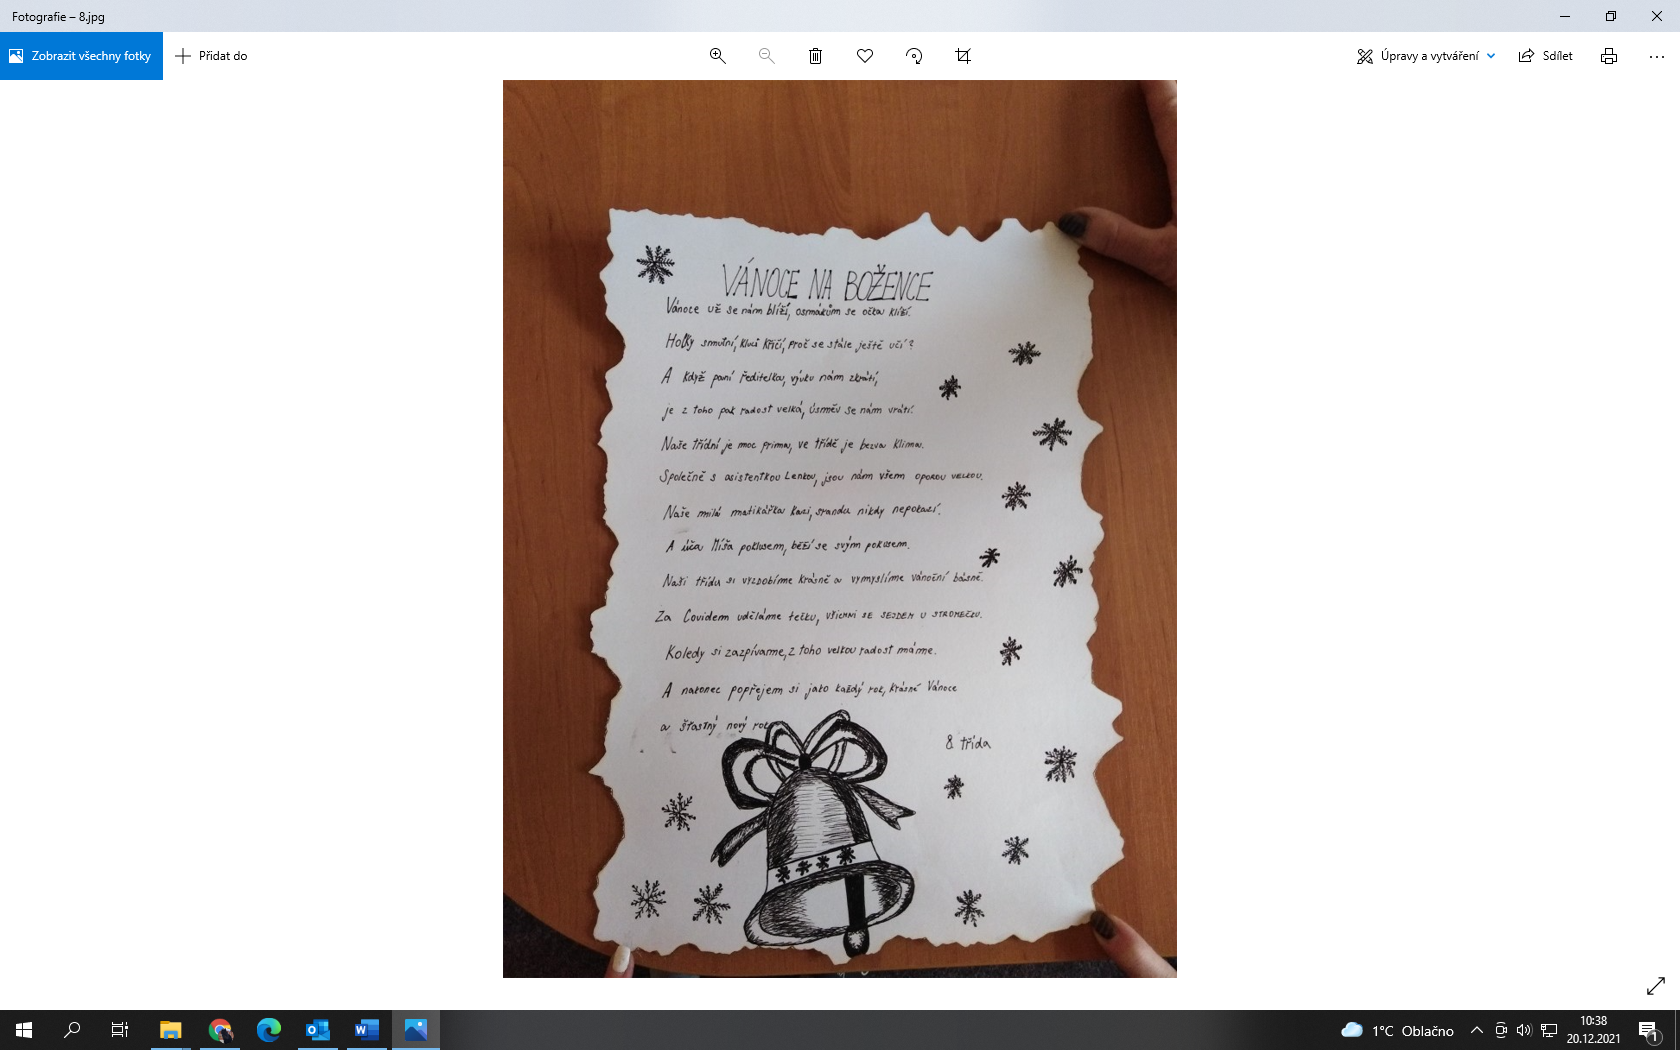 Fotografie – 8.jpg
Zobrazit všechny fotky
Přidat do
Úpravy a vytváření
Sdílet
VÁNOCE NA BOŽENCE
Vánoce už se nám blíží, osmákům se očka klíží.
Holky smutní, kluci křičí, proč se stále ještě učí?
A když paní ředitelka, výuku nám zkrátí,
je z toho pak radost velká, úsměv se nám vrátí.
Naše třídní je moc prima, ve třídě je bezva klima.
Společně s asistentkou Lenkou, jsou nám všem oporou velkou.
Naše milá matikářka Kazi, srandu nikdy nepokazí.
A úča Míša poklusem, běží se svým pokusem.
Naši třídu si vyzdobíme krásně a vymyslíme vánoční básně.
Za Covidem uděláme tečku, VŠICHNI SE SEJDEM U STROMEČKU.
Koledy si zazpíváme, z toho velkou radost máme.
A nakonec popřejem si jako každý rok, krásné Vánoce
a šťastný nový rok
8 třída
1°C Oblačno
10:38
20.12.2021
1